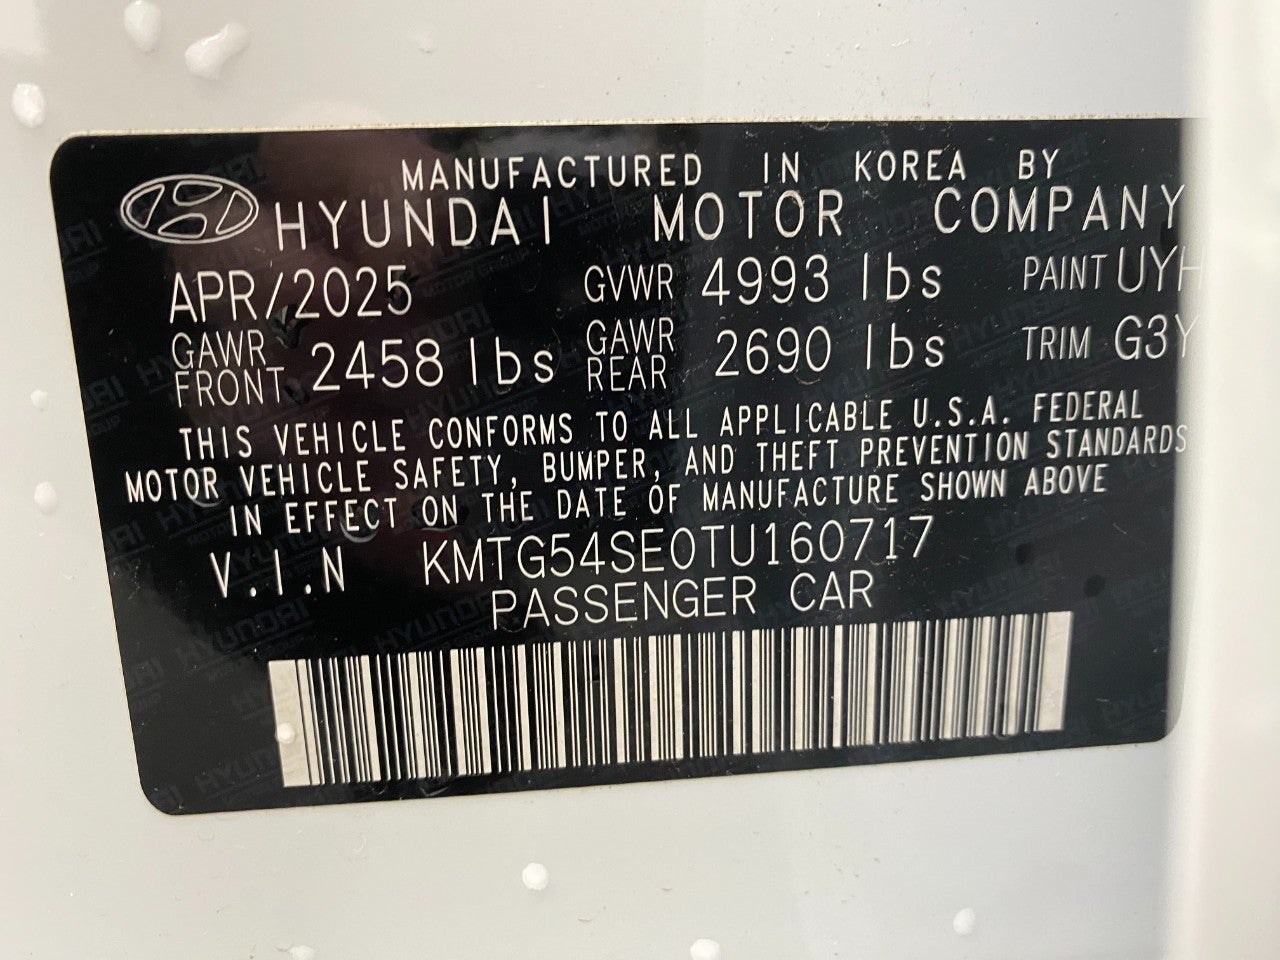 MANUFACTURED IN KOREA BY
HYUNDAI MOTOR COMPANY
APR/2025 GVWR 4993 lbs PAINT UYH
GAWR FRONT 2458 lbs GAWR REAR 2690 lbs TRIM G3Y
THIS VEHICLE CONFORMS TO ALL APPLICABLE U.S.A. FEDERAL
MOTOR VEHICLE SAFETY, BUMPER, AND THEFT PREVENTION STANDARDS
IN EFFECT ON THE DATE OF MANUFACTURE SHOWN ABOVE
V.I.N KMTG54SE0TU160717
PASSENGER CAR